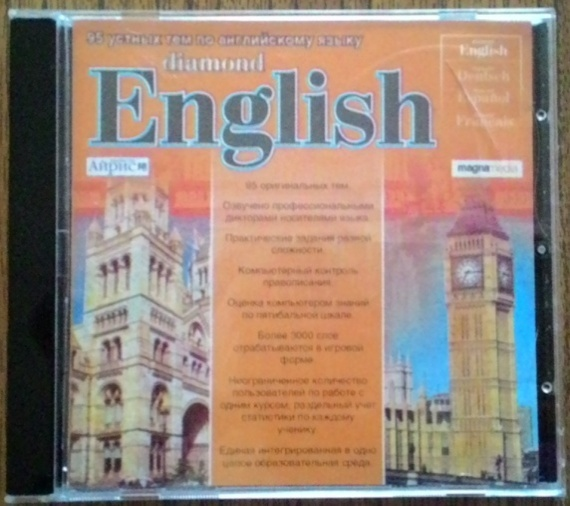 95 устных тем по английскому языку
diamond
English
English
Deutsch
Español
Français
Айрис
magnamedia
95 оригинальных тем.
Озвучено профессиональными
дикторами носителями языка.
Практические задания разной
сложности.
Компьютерный контроль
правописания.
Оценка компьютером знаний
по пятибальной шкале.
Более 3000 слов
отрабатываются в игровой
форме.
Неограниченное количество
пользователей по работе с
одним курсом, раздельный учет
статистики по каждому
ученику.
Единая интегрированная в одно
целое образовательная среда.